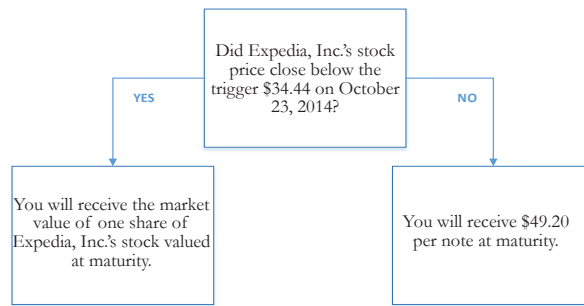 Did Expedia, Inc.'s stock
price close below the
trigger $34.44 on October
23, 2014?
YES
NO
You will receive the market
value of one share of
Expedia, Inc.'s stock valued
at maturity.
You will receive $49.20
per note at maturity.